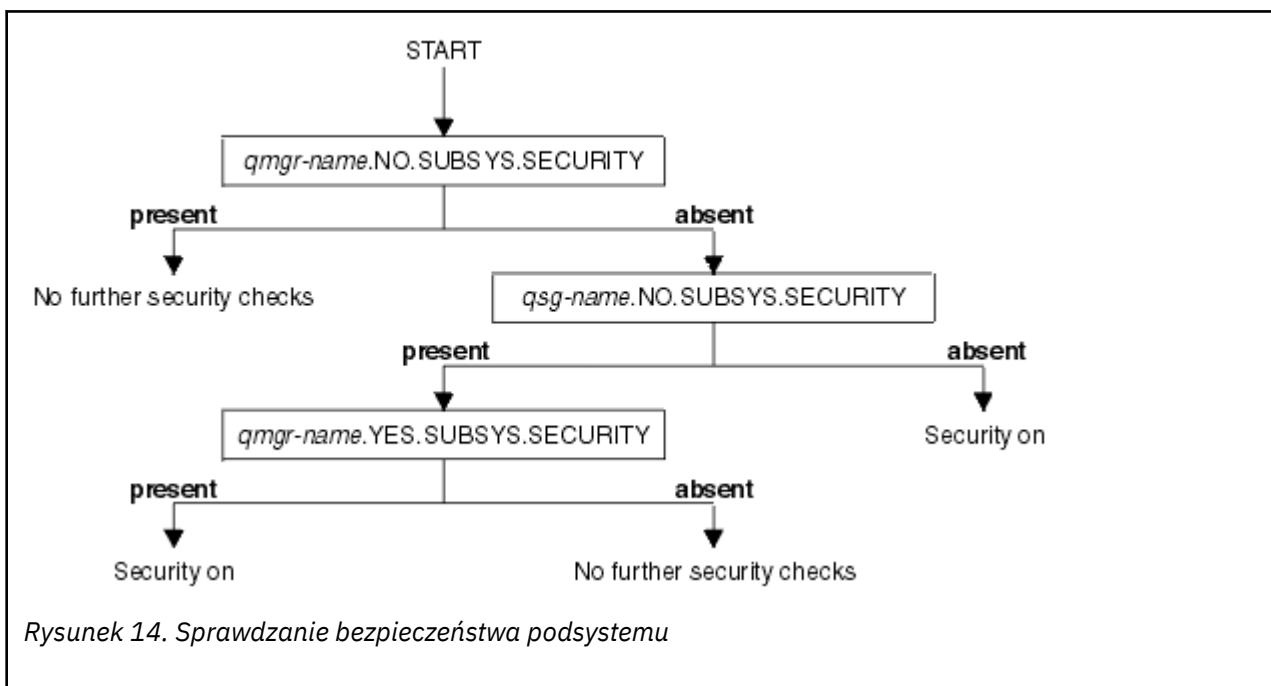 START
qmgr-name.NO.SUBSYS.SECURITY
present
absent
No further security checks
qsg-name.NO.SUBSYS.SECURITY
present
absent
qmgr-name.YES.SUBSYS.SECURITY
Security on
present
absent
Security on
No further security checks
Rysunek 14. Sprawdzanie bezpieczeństwa podsystemu